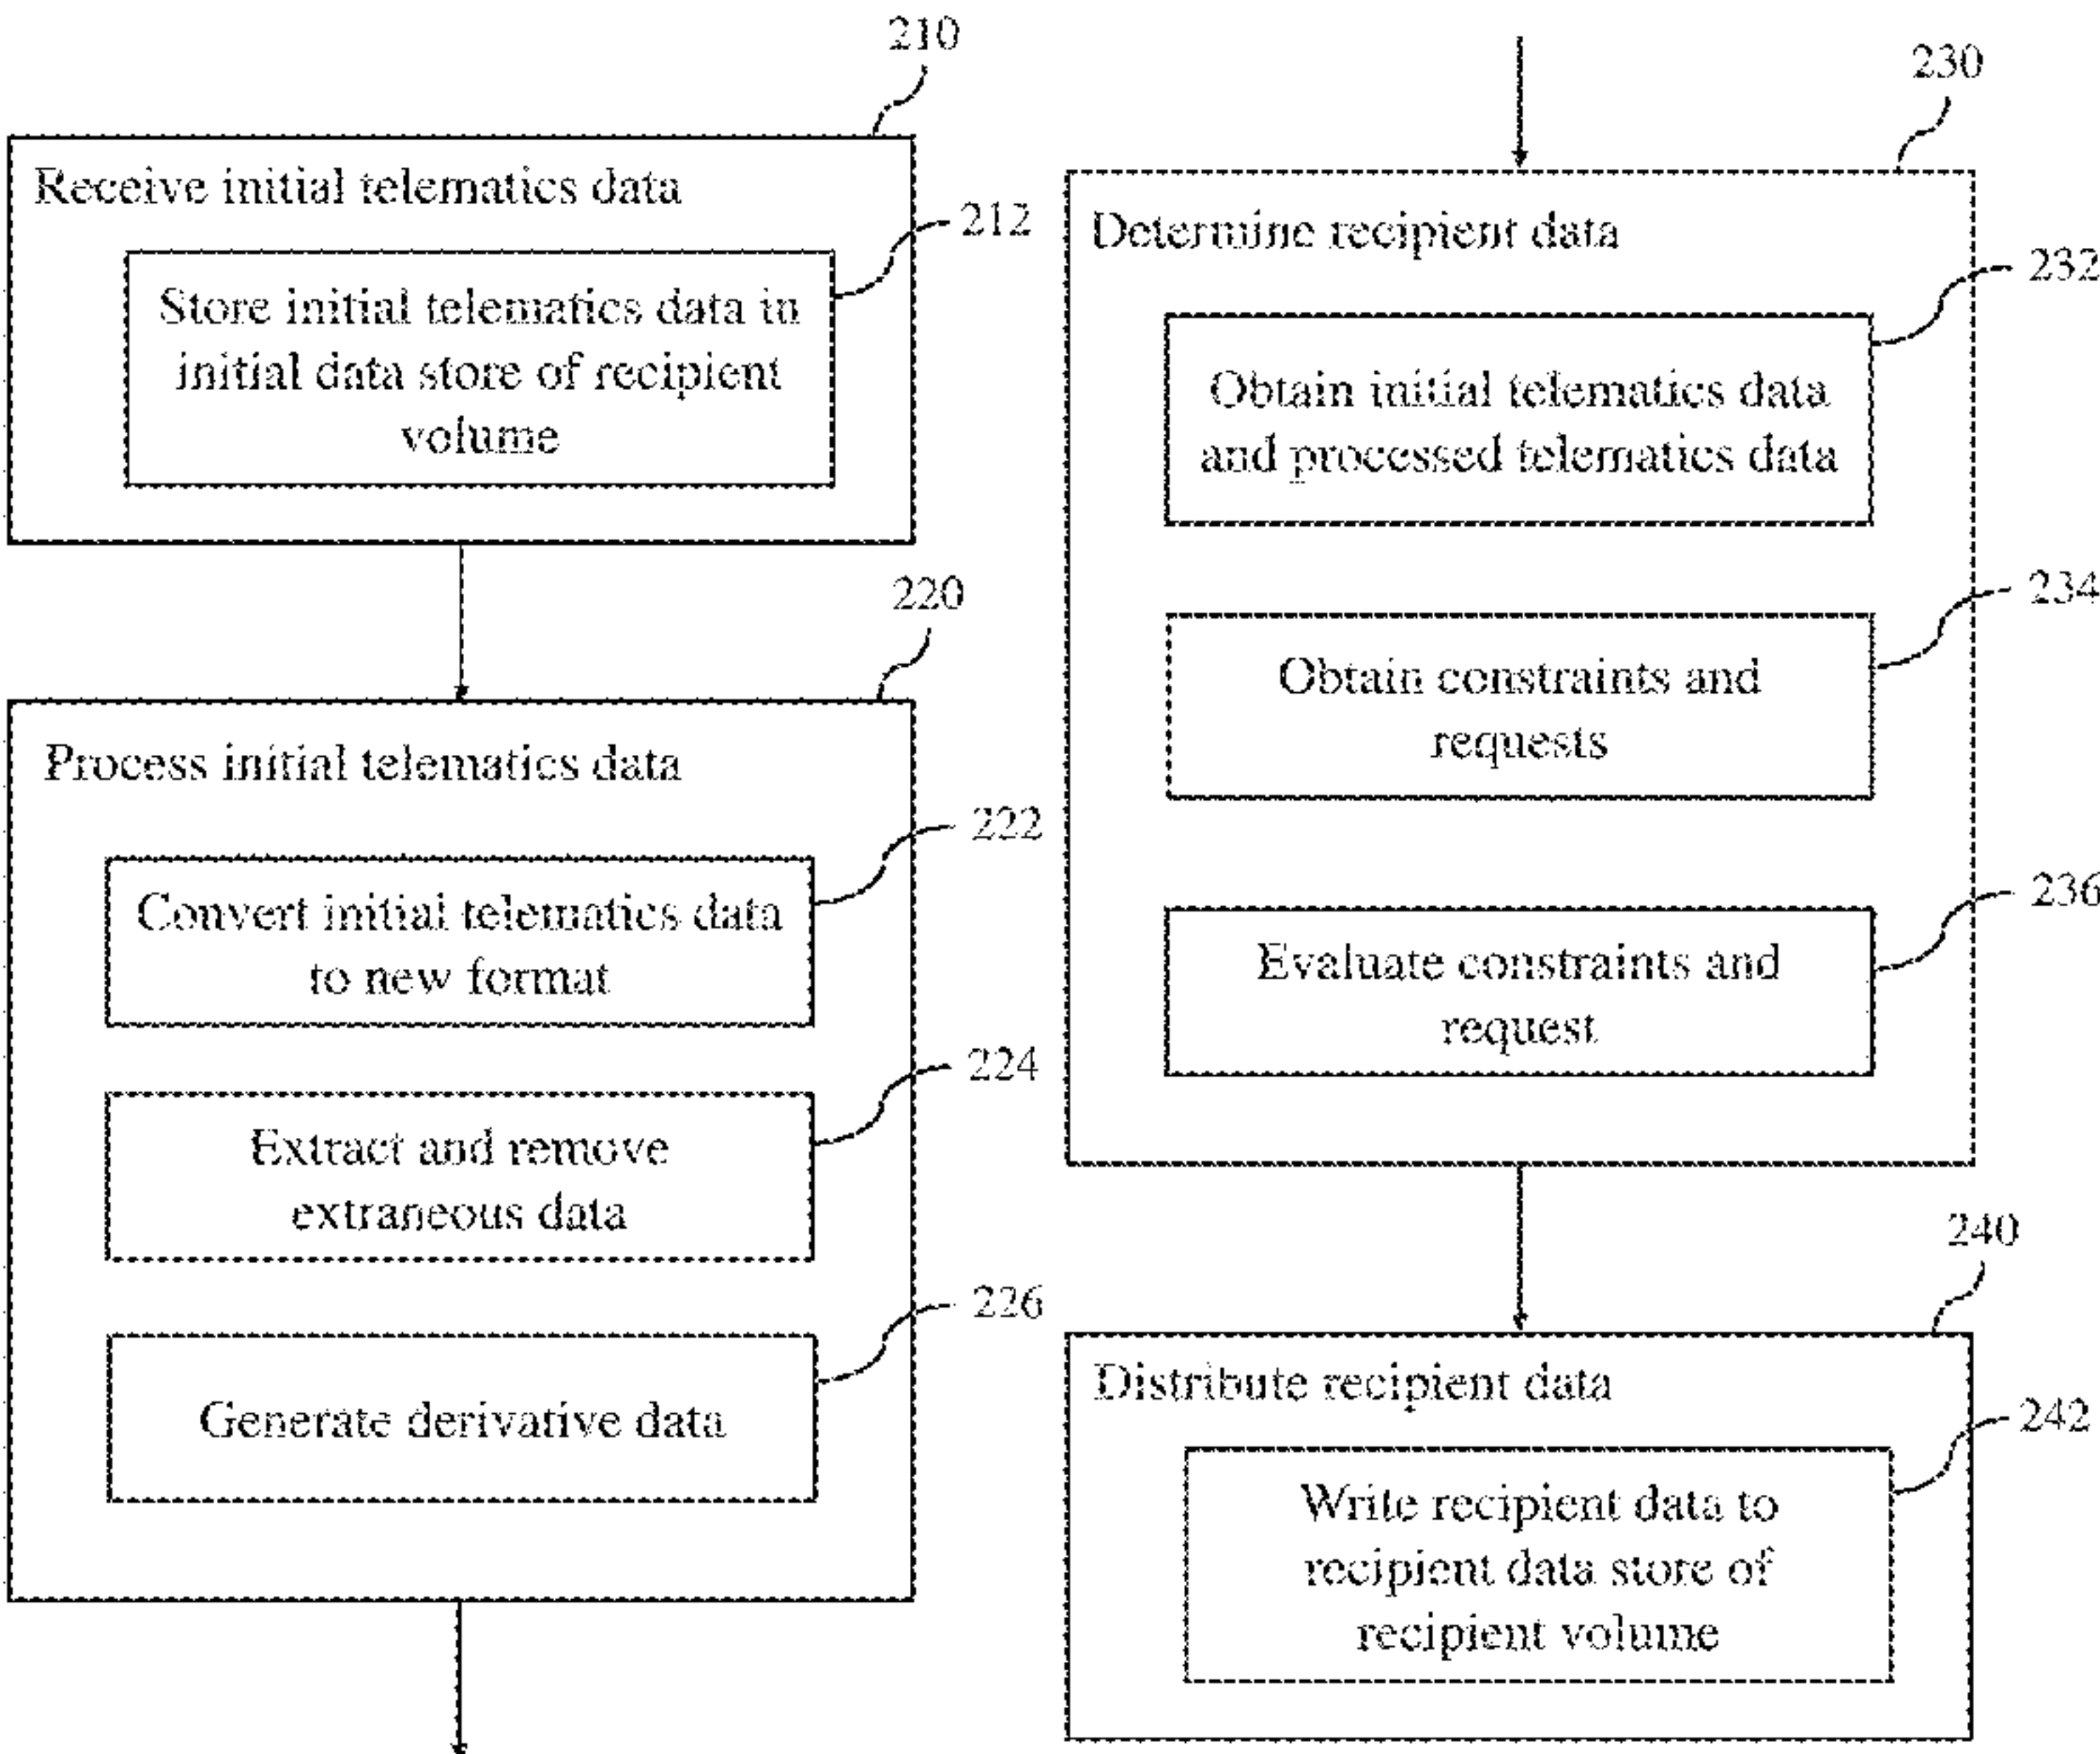 210
Receive initial telematics data
212
Store initial telematics data in
initial data store of recipient
volume
220
Process initial telematics data
222
Convert initial telematics data
to new format
224
Extract and remove
extraneous data
226
Generate derivative data
230
Determine recipient data
232
Obtain initial telematics data
and processed telematics data
234
Obtain constraints and
requests
236
Evaluate constraints and
request
240
Distribute recipient data
242
Write recipient data to
recipient data store of
recipient volume